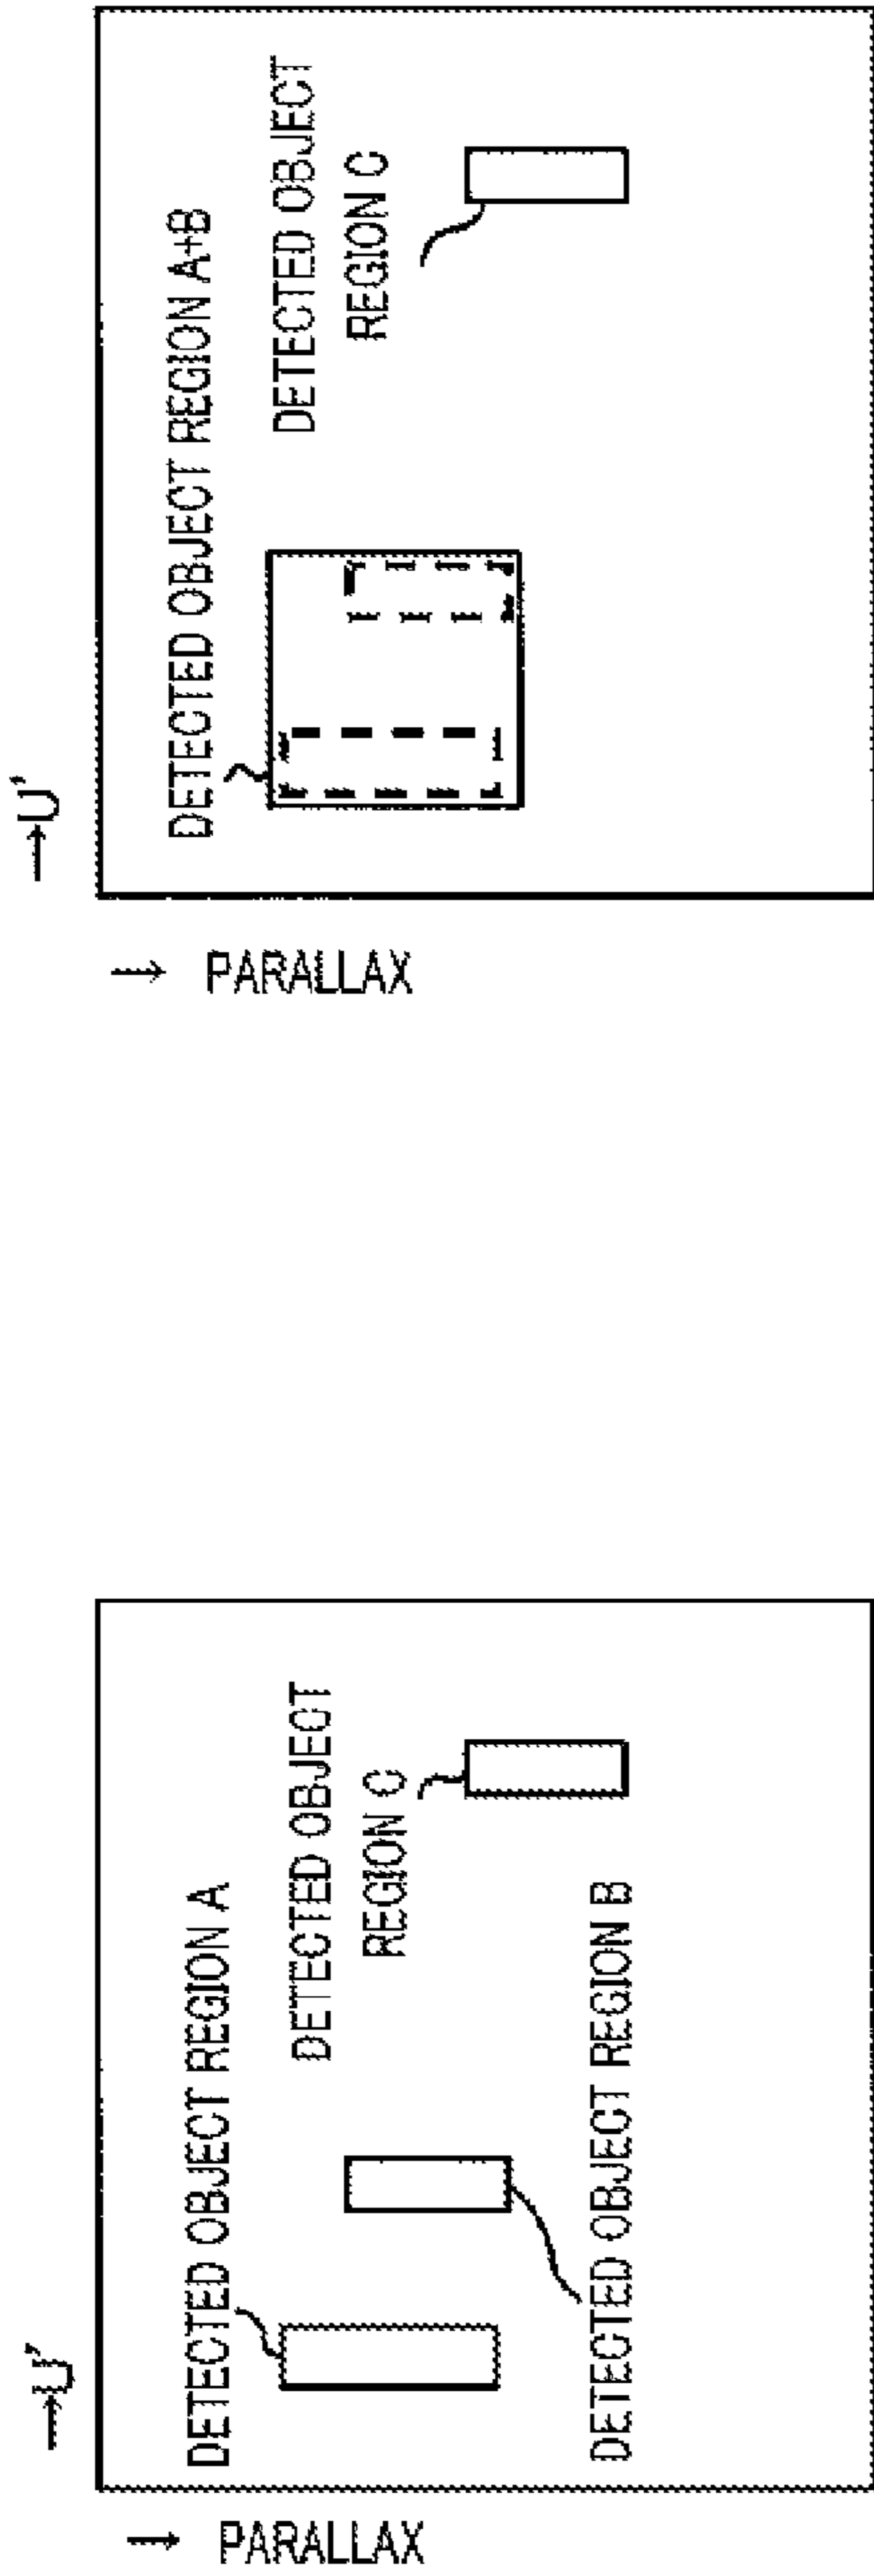 →U'
→ PARALLAX
DETECTED OBJECT REGION A
DETECTED OBJECT
REGION C
DETECTED OBJECT REGION B
→U'
→ PARALLAX
DETECTED OBJECT REGION A+B
DETECTED OBJECT
REGION C